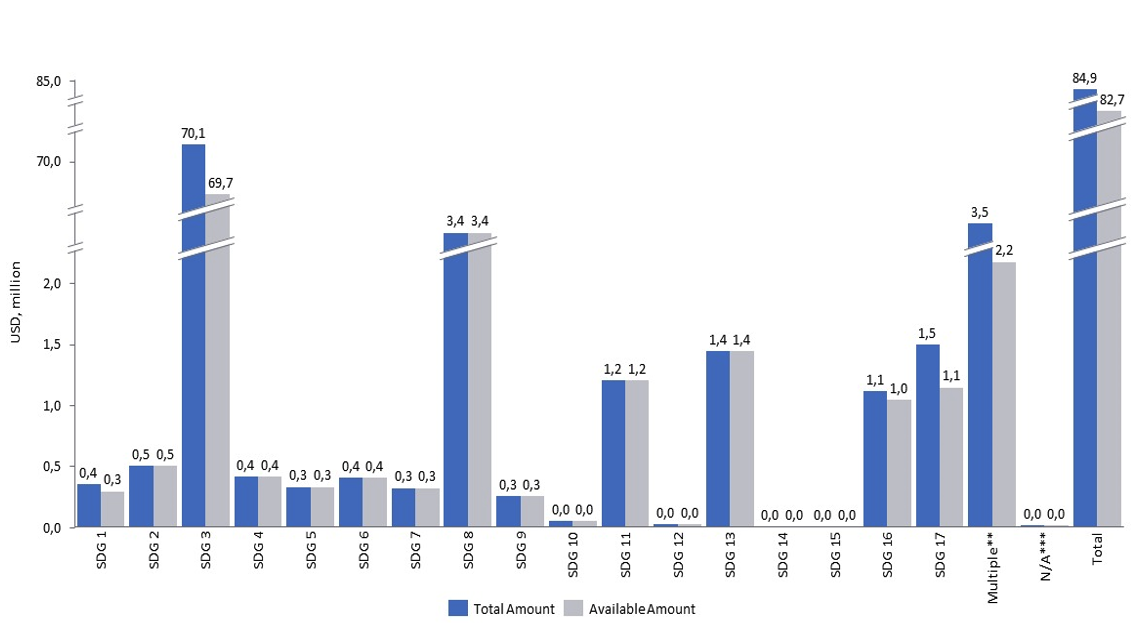 85,0
84,9
82,7
70,1
70,0
69,7
3,4 3,4
3,5
2,2
USD, million
2,0
1,5
1,4 1,4
1,5
1,2 1,2
1,1
1,0
1,1
1,0
0,5
0,4
0,3
0,5 0,5
0,4 0,4
0,3 0,3
0,4 0,4
0,3 0,3
0,3 0,3
0,0 0,0
0,0 0,0
0,0 0,0
0,0 0,0
0,0 0,0
0,0
SDG 1
SDG 2
SDG 3
SDG 4
SDG 5
SDG 6
SDG 7
SDG 8
SDG 9
SDG 10
SDG 11
SDG 12
SDG 13
SDG 14
SDG 15
SDG 16
SDG 17
Multiple**
N/A***
Total
Total Amount
Available Amount